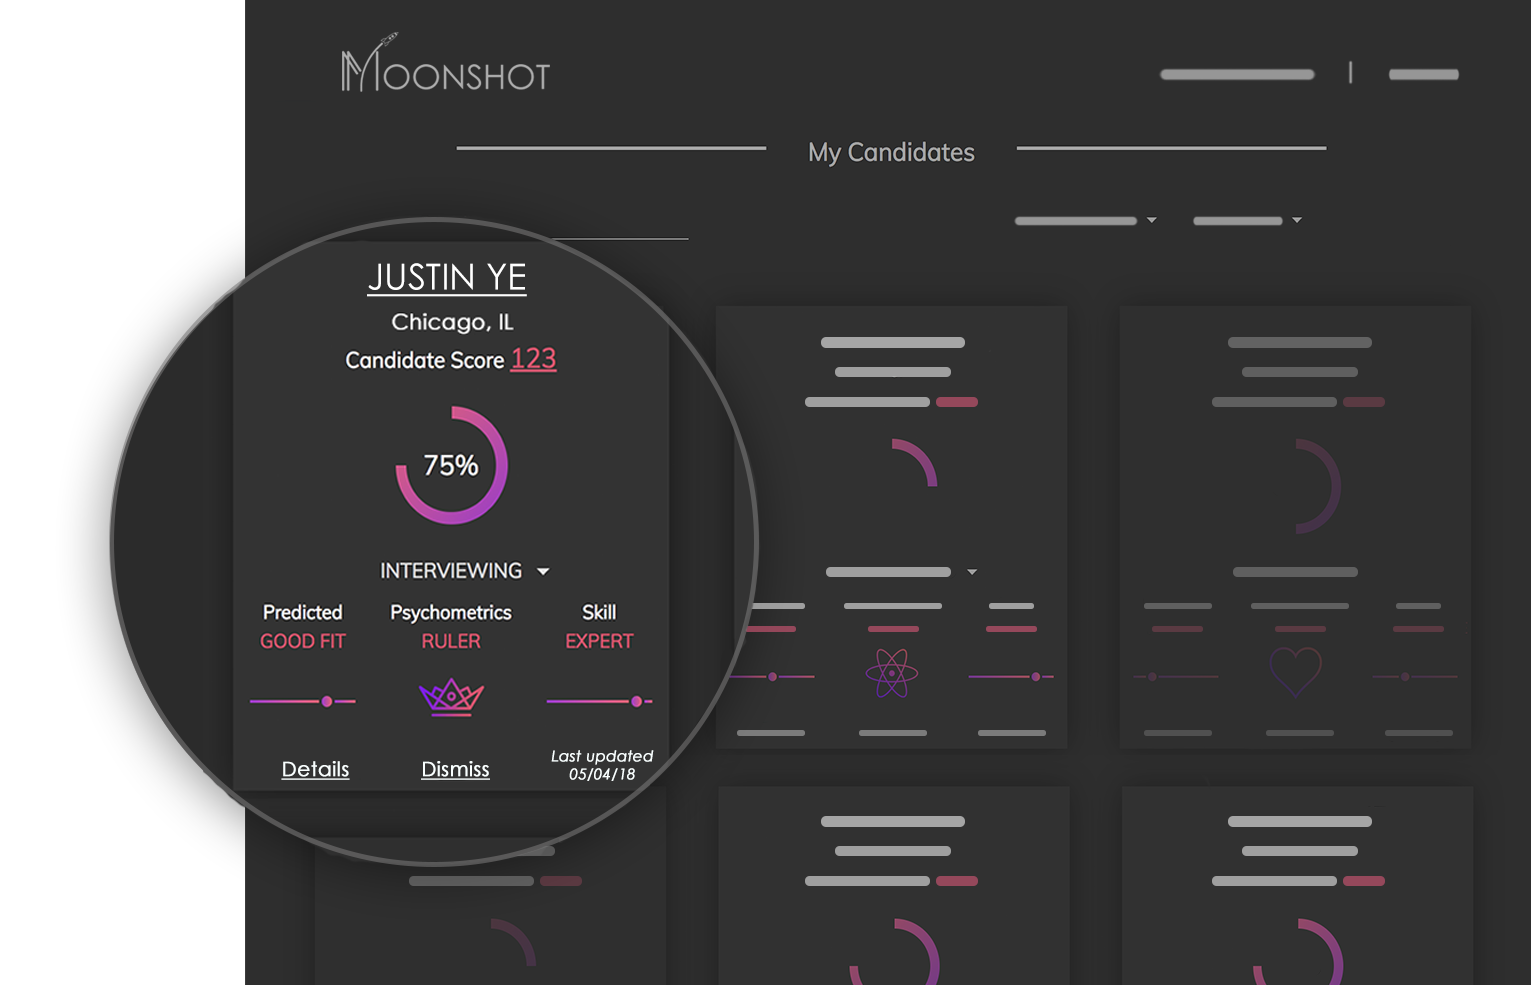 MOONSHOT
My Candidates
JUSTIN YE
Chicago, IL
Candidate Score 123
75%
INTERVIEWING
Predicted Psychometrics Skill
GOOD FIT RULER EXPERT
Last updated
Details Dismiss 05/04/18